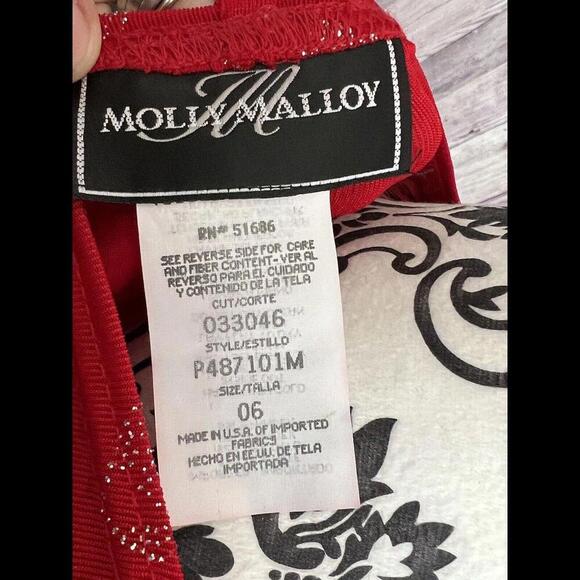 M
MOLLY MALLOY
RN# 51686
SEE REVERSE SIDE FOR CARE
AND FIBER CONTENT-VER AL
REVERSO PARA EL CUIDADO
Y CONTENIDO DE LA TELA
CUT/CORTE
033046
STYLE/ESTILLO
P487101M
SIZE/TALLA
06
MADE IN U.S.A. OF IMPORTED
FABRICS
HECHO EN EE.UU. DE TELA
IMPORTADA